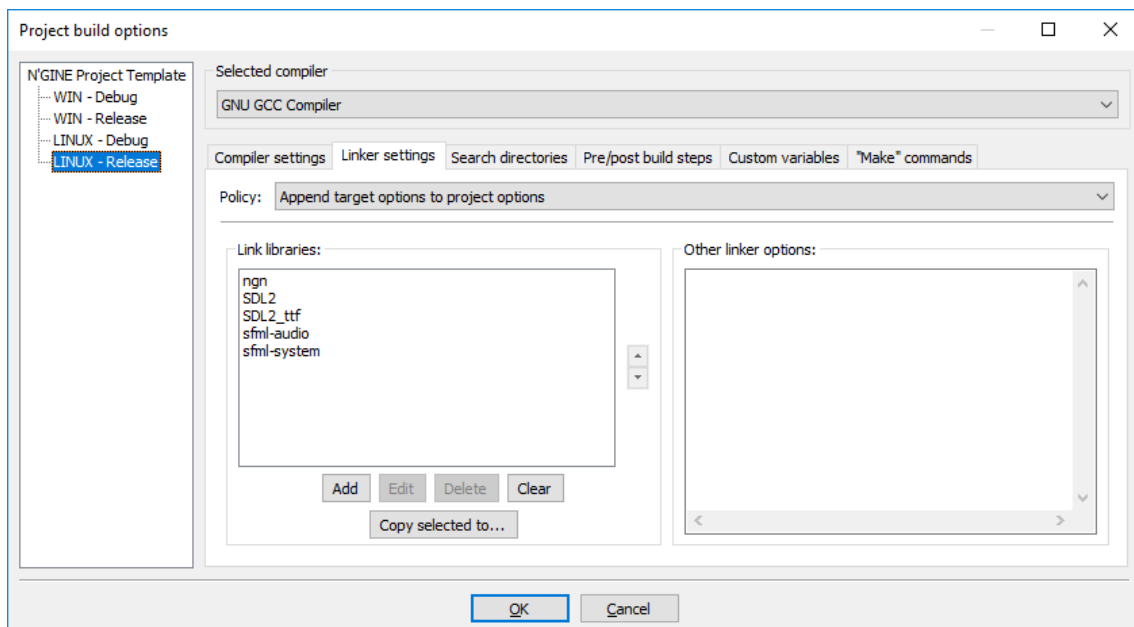 Project build options
N'GINE Project Template
WIN - Debug
WIN - Release
LINUX - Debug
LINUX - Release
Selected compiler
GNU GCC Compiler
Compiler settings Linker settings Search directories Pre/post build steps Custom variables "Make" commands
Policy: Append target options to project options
Link libraries:
ngn
SDL2
SDL2_ttf
sfml-audio
sfml-system
Add Edit Delete Clear
Copy selected to...
Other linker options:
OK Cancel